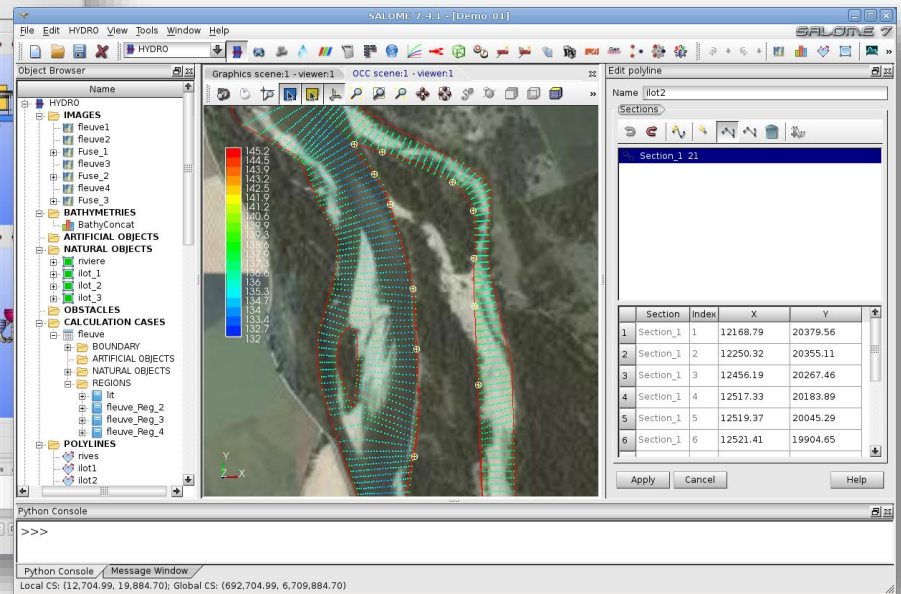 SALOME 7.4.1 - [Demo_01]
File Edit HYDRO View Tools Window Help
SALOME 7
HYDRO
Object Browser
Name
HYDRO
IMAGES
fleuve1
fleuve2
Fuse_1
fleuve3
Fuse_2
fleuve4
Fuse_3
BATHYMETRIES
BathyConcat
ARTIFICIAL OBJECTS
NATURAL OBJECTS
riviere
ilot_1
ilot_2
ilot_3
OBSTACLES
CALCULATION CASES
fleuve
BOUNDARY
ARTIFICIAL OBJECTS
NATURAL OBJECTS
REGIONS
lit
fleuve_Reg_2
fleuve_Reg_3
fleuve_Reg_4
POLYLINES
rives
ilot1
ilot2
Graphics scene:1 - viewer:1 OCC scene:1 - viewer:1
145.2
144.5
143.9
143.2
142.5
141.9
141.2
140.6
139.9
136
135.3
134.7
134
133.4
132.7
132
Y
Z X
Edit polyline
Name ilot2
Sections
Section_1 21
Section Index X Y
1 Section_1 1 12168.79 20379.56
2 Section_1 2 12250.32 20355.11
3 Section_1 3 12456.19 20267.46
4 Section_1 4 12517.33 20183.89
5 Section_1 5 12519.37 20045.29
6 Section_1 6 12521.41 19904.65
Apply Cancel Help
Python Console
>>>
Python Console Message Window
Local CS: (12,704.99, 19,884.70); Global CS: (692,704.99, 6,709,884.70)